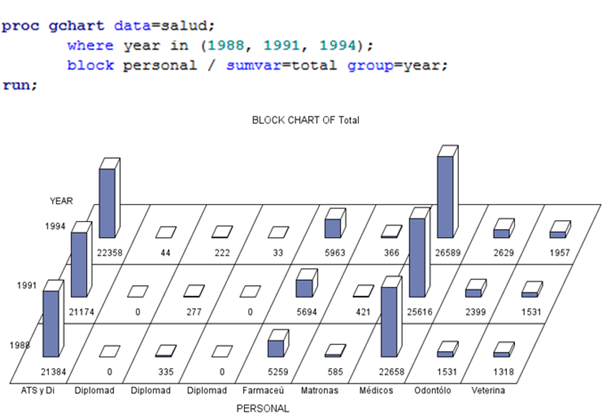 proc gchart data=salud;
where year in (1988, 1991, 1994);
block personal / sumvar=total group=year;
run;
BLOCK CHART OF Total
YEAR
1994
22358 44 222 33 5963 366 26589 2629 1957
1991
21174 0 277 0 5694 421 25616 2399 1531
1988
21384 0 335 0 5259 585 22658 1531 1318
ATS y Di Diplomad Diplomad Diplomad Farmaceú Matronas Médicos Odontólo Veterina
PERSONAL